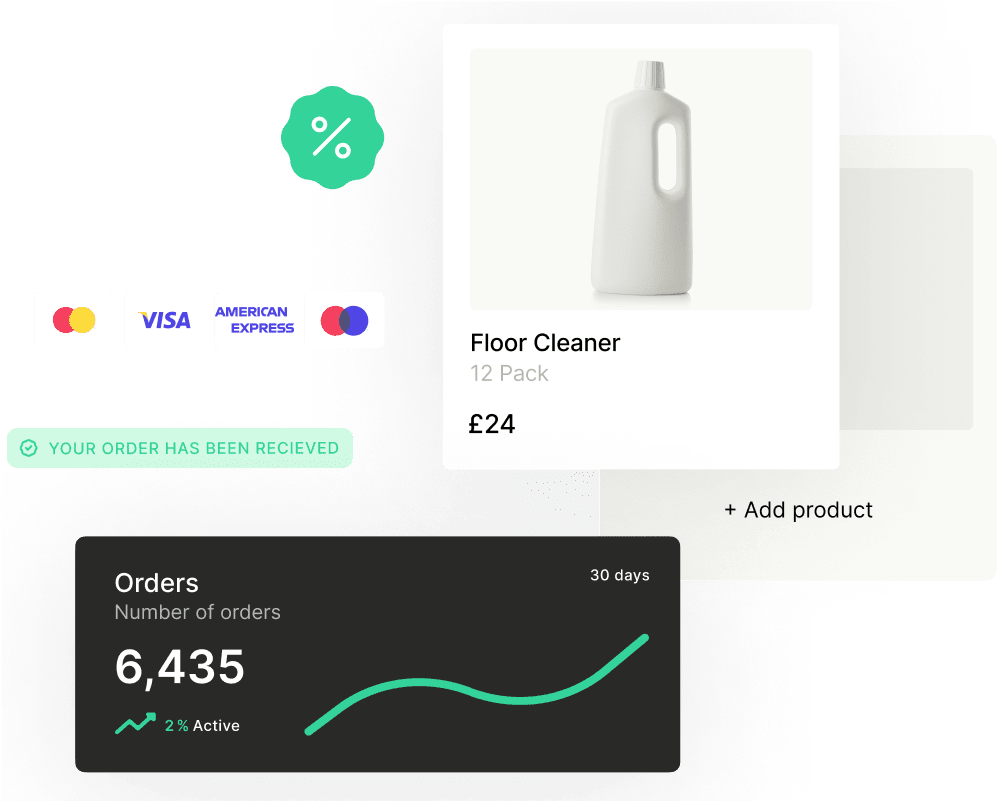 %
VISA
AMERICAN
EXPRESS
Floor Cleaner
12 Pack
£24
YOUR ORDER HAS BEEN RECIEVED
+ Add product
Orders
Number of orders
30 days
6,435
2% Active